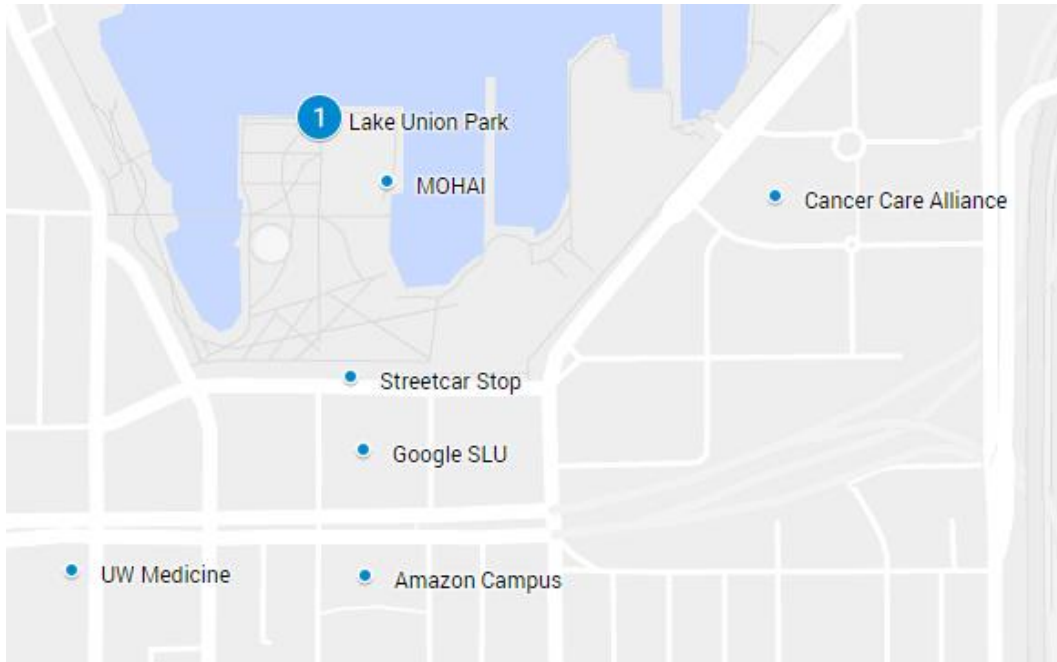 1
Lake Union Park
MOHAI
Cancer Care Alliance
Streetcar Stop
Google SLU
UW Medicine
Amazon Campus